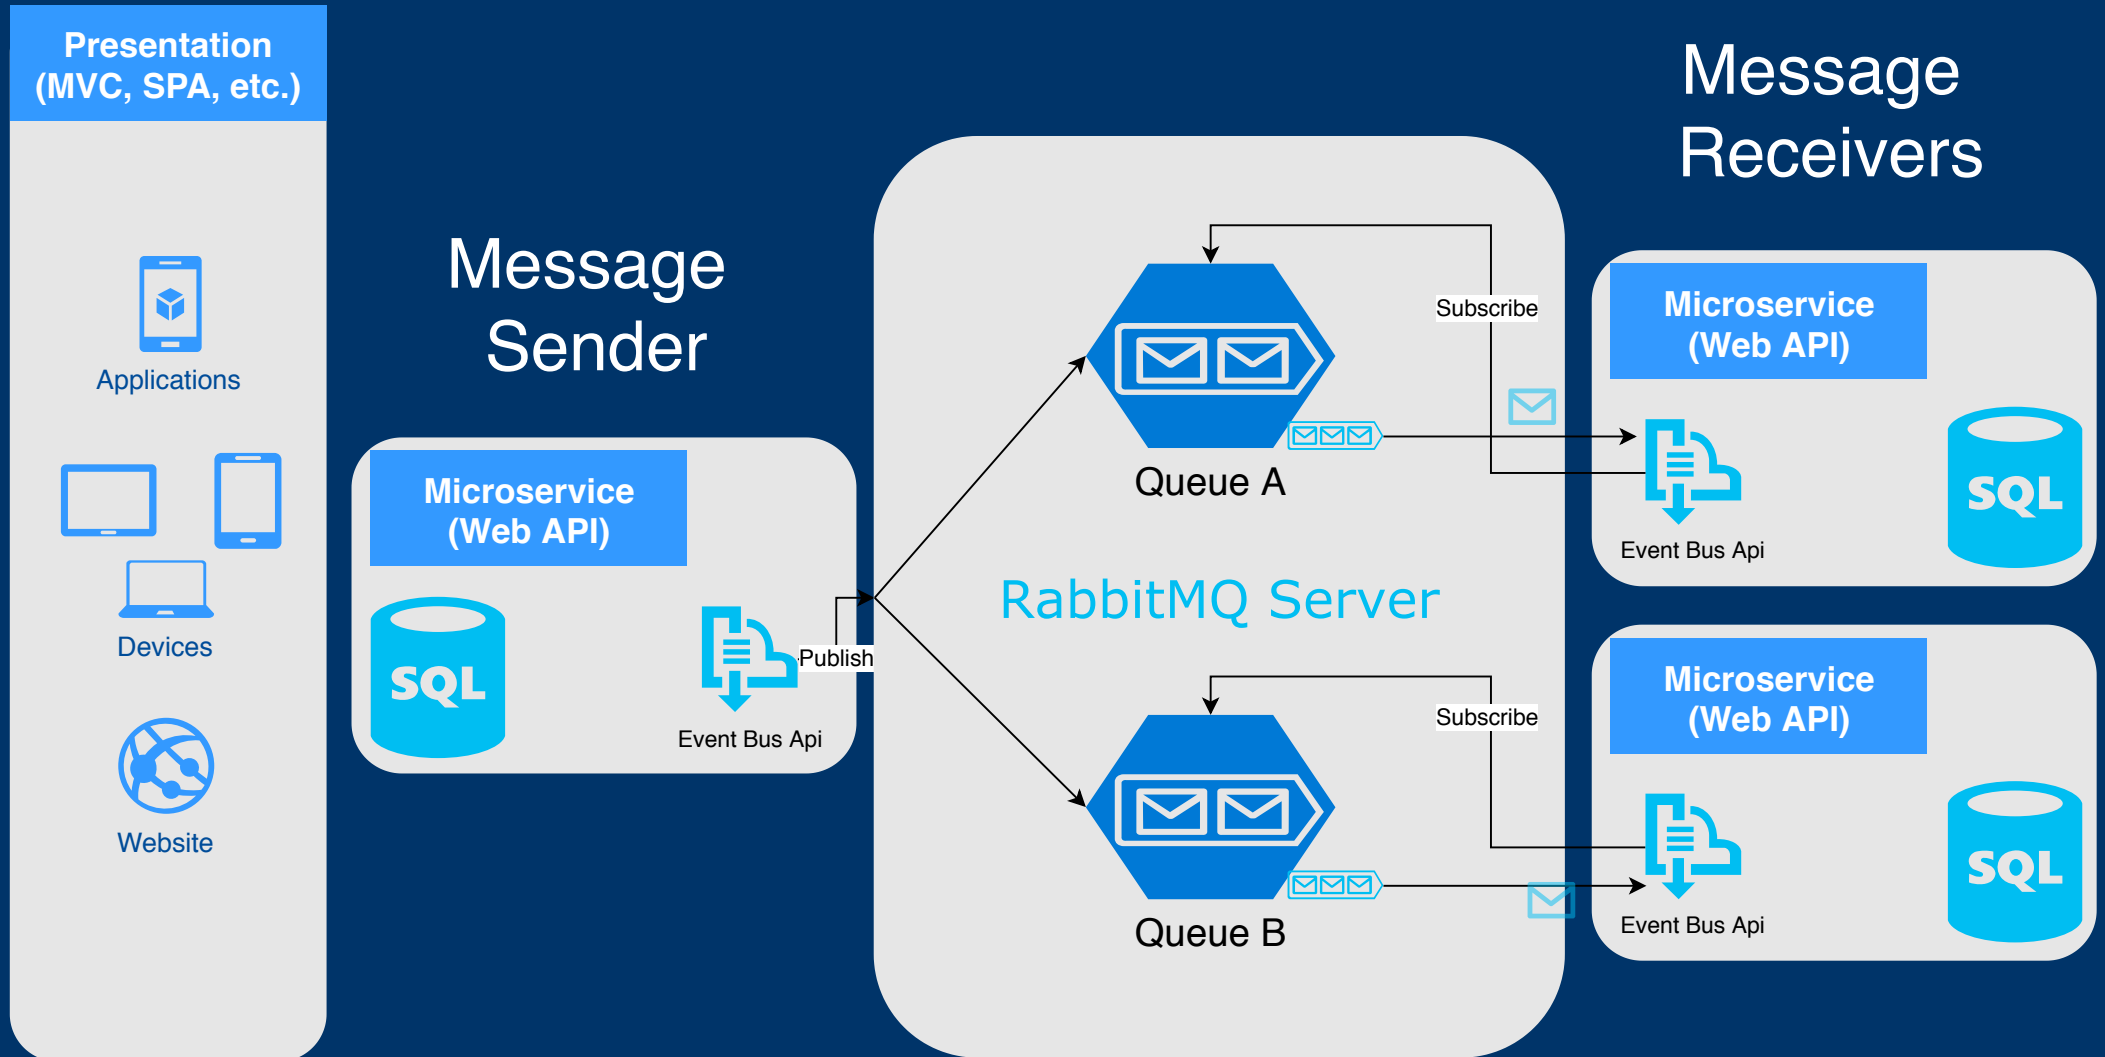 Presentation
(MVC, SPA, etc.)
Applications
Devices
Website
Message
Sender
Microservice
(Web API)
SQL
Event Bus Api
Publish
Queue A
RabbitMQ Server
Queue B
Subscribe
Subscribe
Message
Receivers
Microservice
(Web API)
Event Bus Api
SQL
Microservice
(Web API)
Event Bus Api
SQL